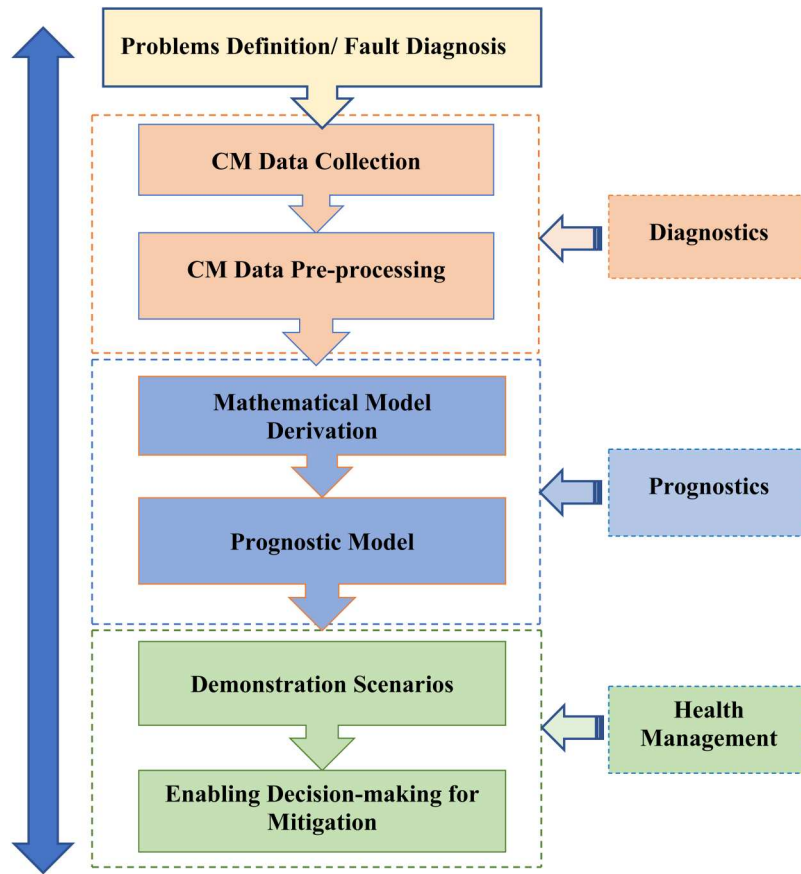 Problems Definition/ Fault Diagnosis
CM Data Collection
CM Data Pre-processing
Diagnostics
Mathematical Model
Derivation
Prognostic Model
Prognostics
Demonstration Scenarios
Enabling Decision-making for
Mitigation
Health
Management